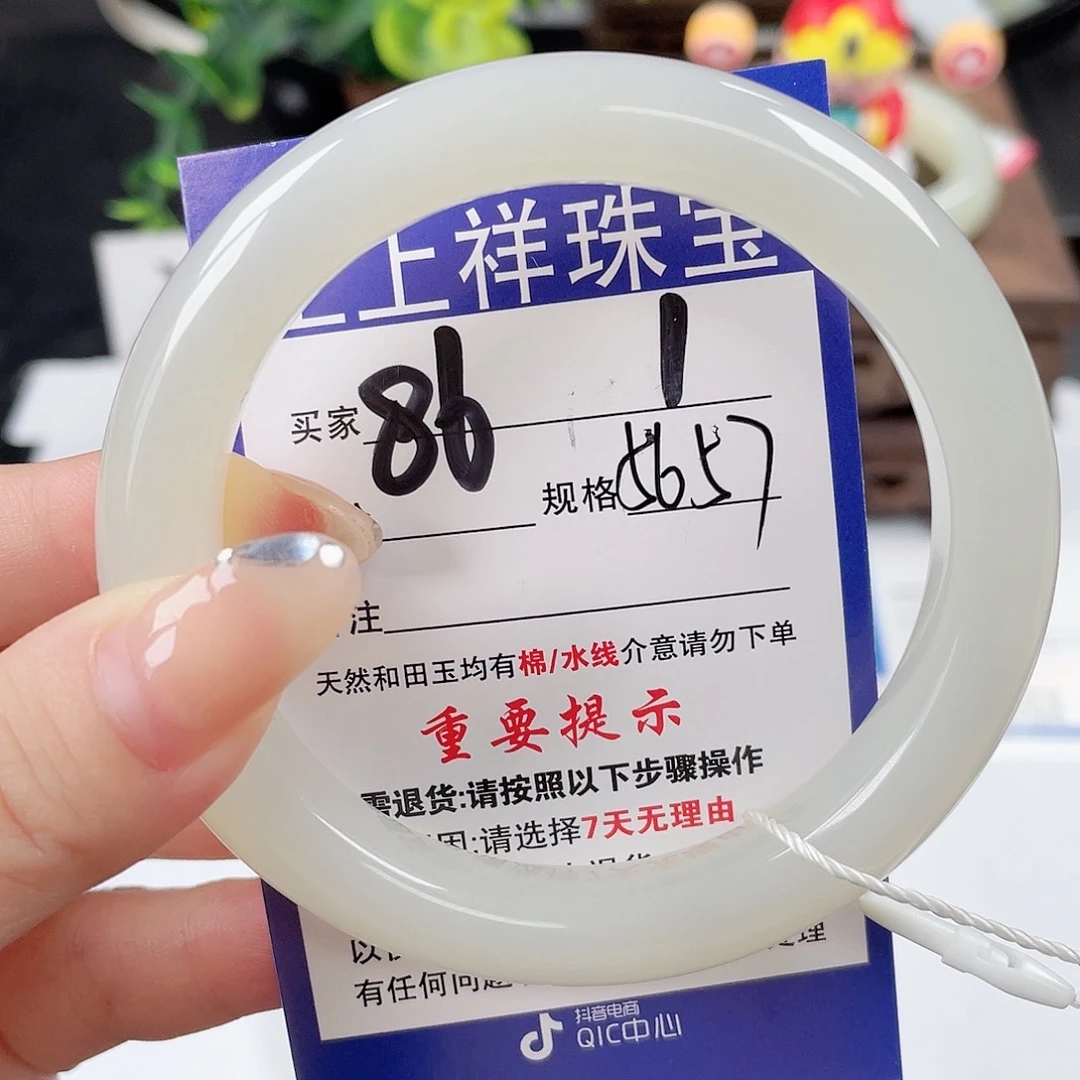 上祥珠宝
买家 86 1
规格 56.57
注
天然和田玉均有棉/水线介意请勿下单
重要提示
需退货:请按照以下步骤操作
因:请选择7天无理由
有任何问题
抖音电商
QIC中心